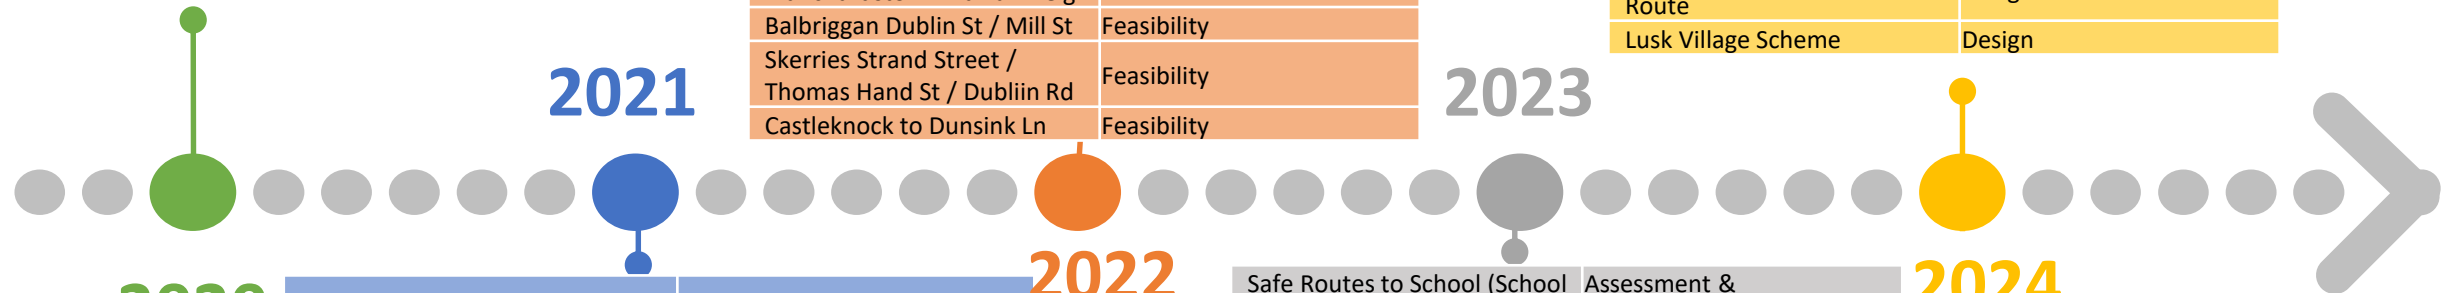 Balbriggan Dublin St / Mill St Feasibility
Skerries Strand Street /
Thomas Hand St / Dubliin Rd Feasibility
Castleknock to Dunsink Ln Feasibility
Route
Lusk Village Scheme Design
2021
2023
2022
Safe Routes to School (School Assessment &
2024